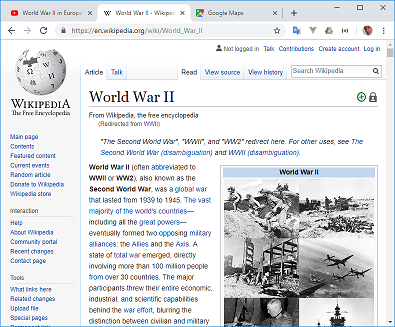 World War II in Europe
World War II - Wikipedia
Google Maps
https://en.wikipedia.org/wiki/World_War_II
Not logged in Talk Contributions Create account Log in
Article Talk Read View source View history Search Wikipedia
WIKIPEDIA
The Free Encyclopedia
Main page
Contents
Featured content
Current events
Random article
Donate to Wikipedia
Wikipedia store
Interaction
Help
About Wikipedia
Community portal
Recent changes
Contact page
Tools
What links here
Related changes
Upload file
Special pages
World War II
From Wikipedia, the free encyclopedia
(Redirected from WWII)
"The Second World War", "WWII", and "WW2" redirect here. For other uses, see The
Second World War (disambiguation) and WWII (disambiguation).
World War II (often abbreviated to
WWII or WW2), also known as the
Second World War, was a global war
that lasted from 1939 to 1945. The vast
majority of the world's countries—
including all the great powers—
eventually formed two opposing military
alliances: the Allies and the Axis. A
state of total war emerged, directly
involving more than 100 million people
from over 30 countries. The major
participants threw their entire economic,
industrial, and scientific capabilities
behind the war effort, blurring the
distinction between civilian and military
World War II